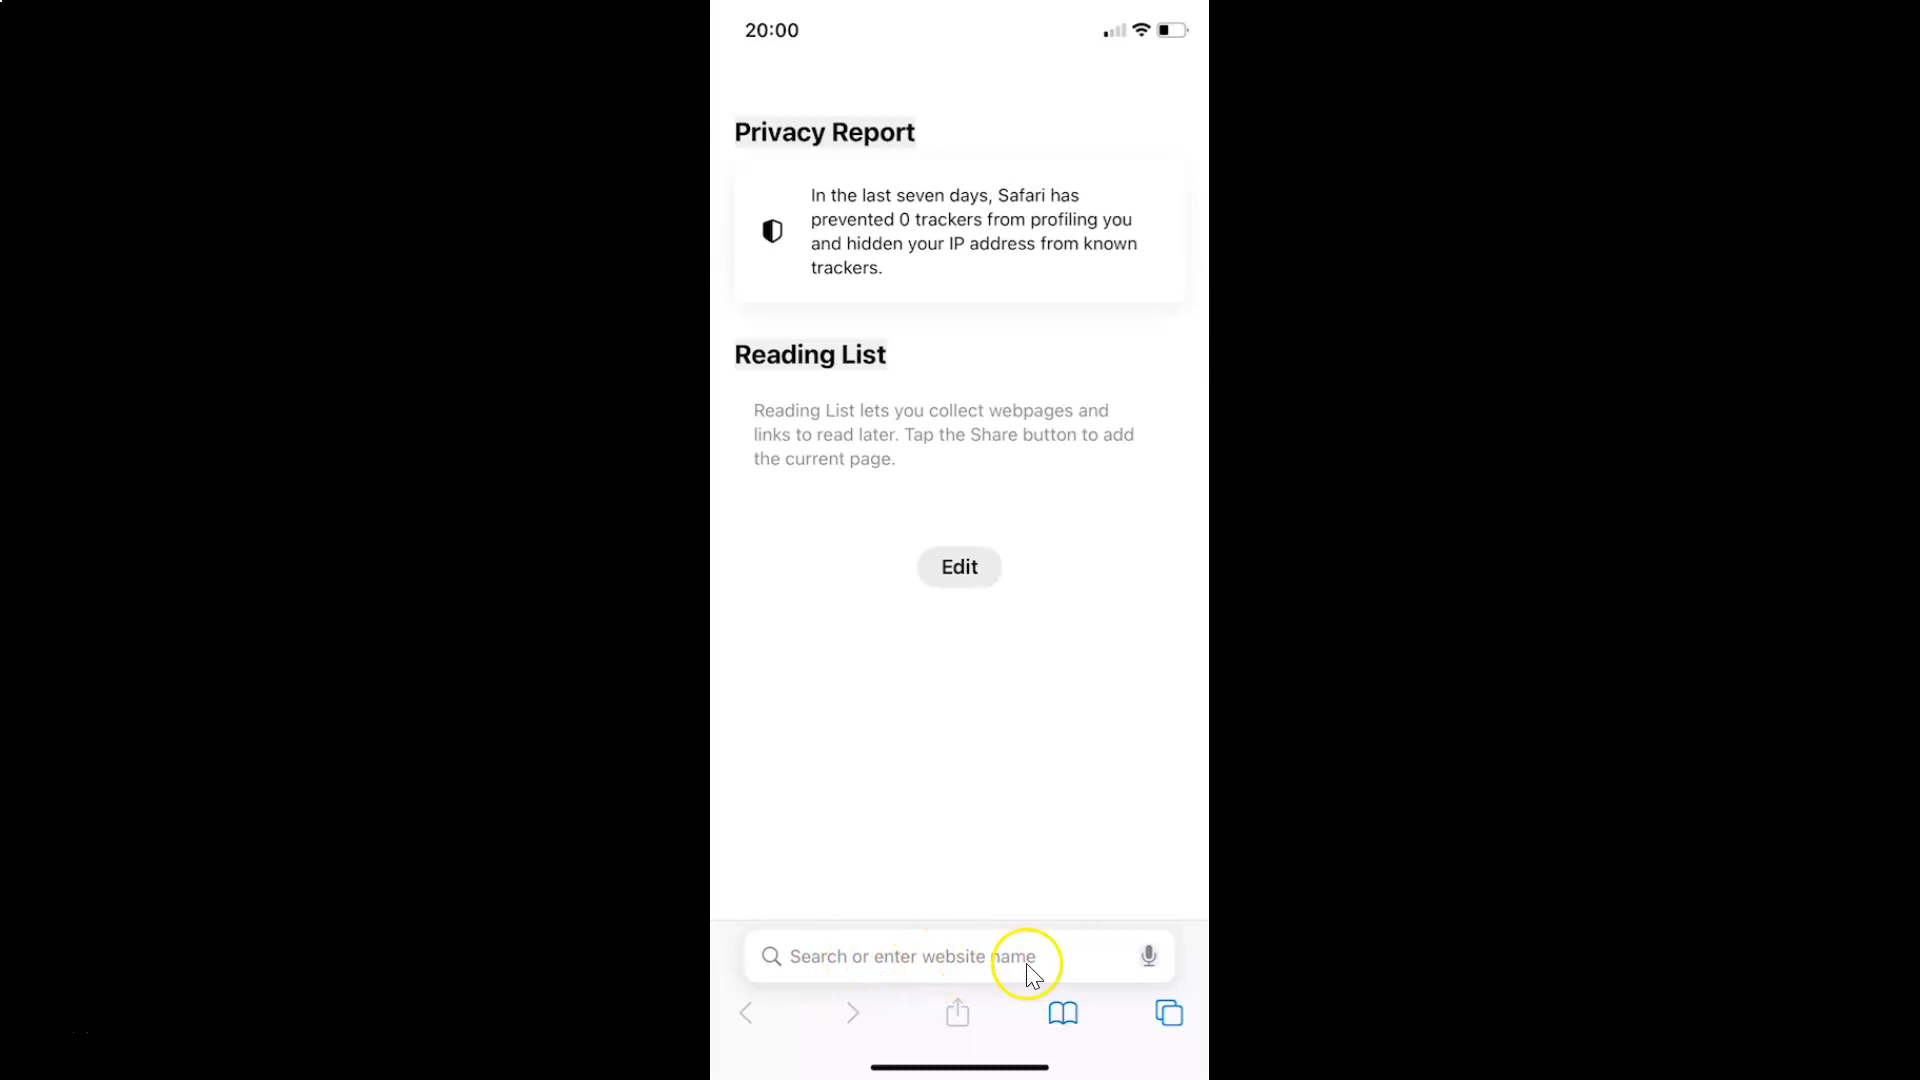 20:00
Privacy Report
In the last seven days, Safari has
prevented 0 trackers from profiling you
and hidden your IP address from known
trackers.
Reading List
Reading List lets you collect webpages and
links to read later. Tap the Share button to add
the current page.
Edit
Search or enter website name